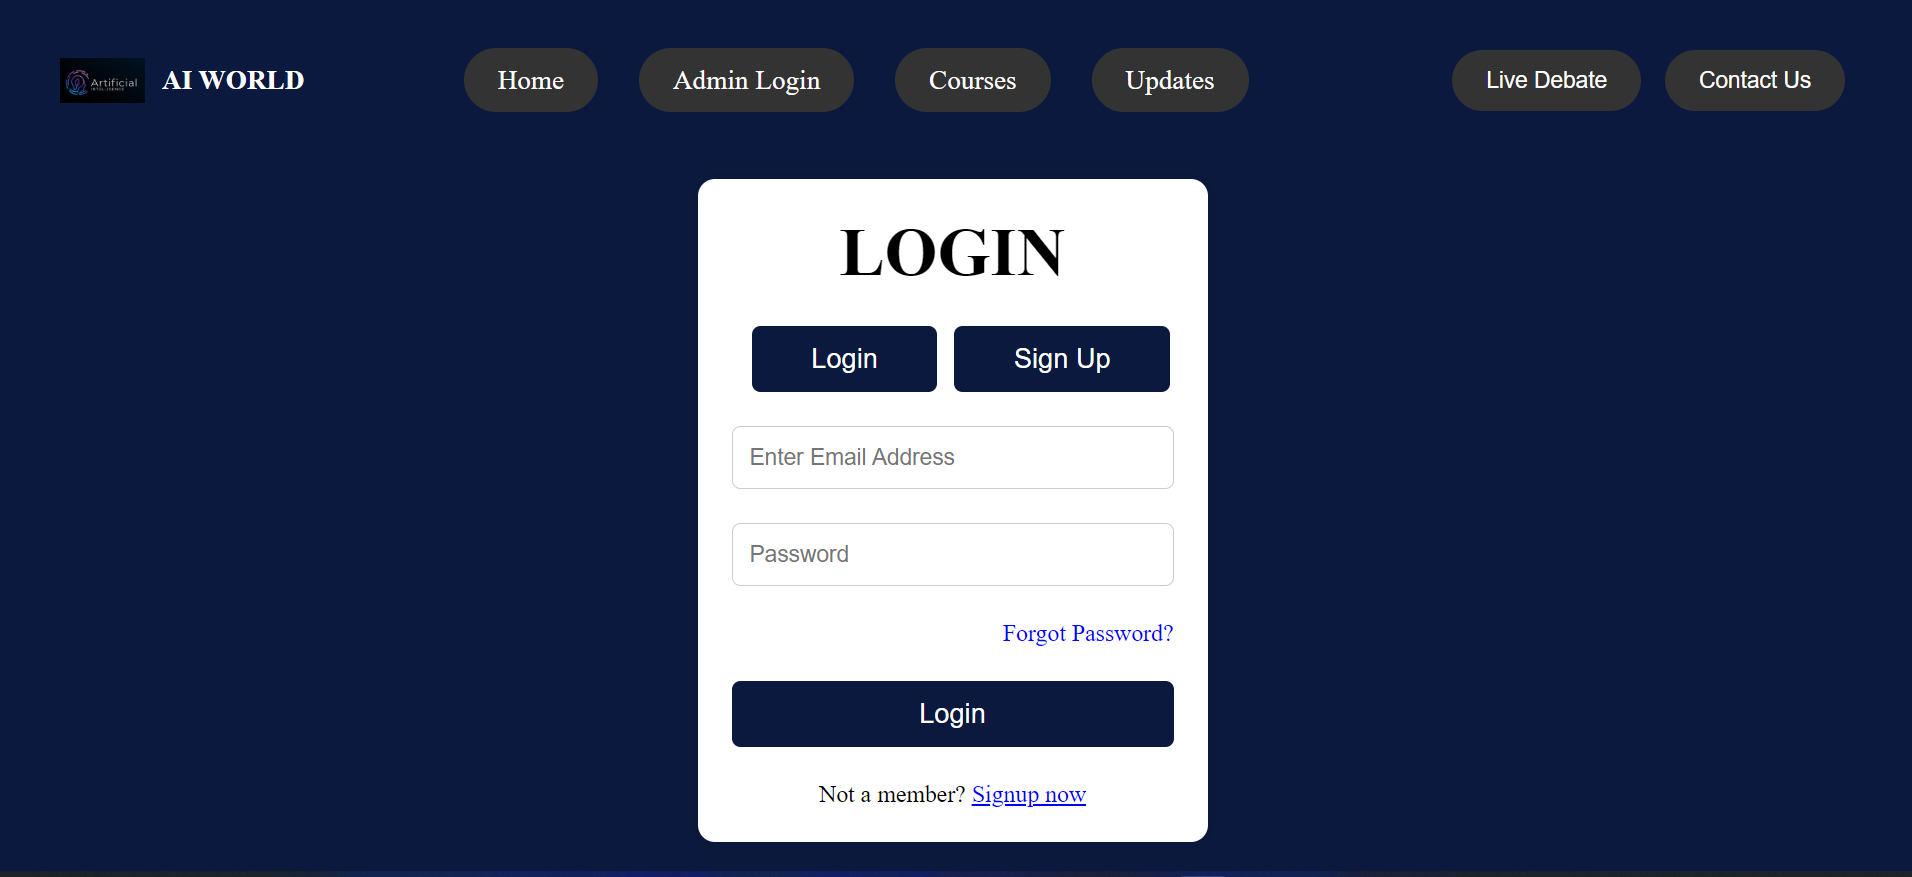 Artificial
INTELLIGENCE
AI WORLD
Home
Admin Login
Courses
Updates
Live Debate
Contact Us
LOGIN
Login
Sign Up
Enter Email Address
Password
Forgot Password?
Login
Not a member? Signup now